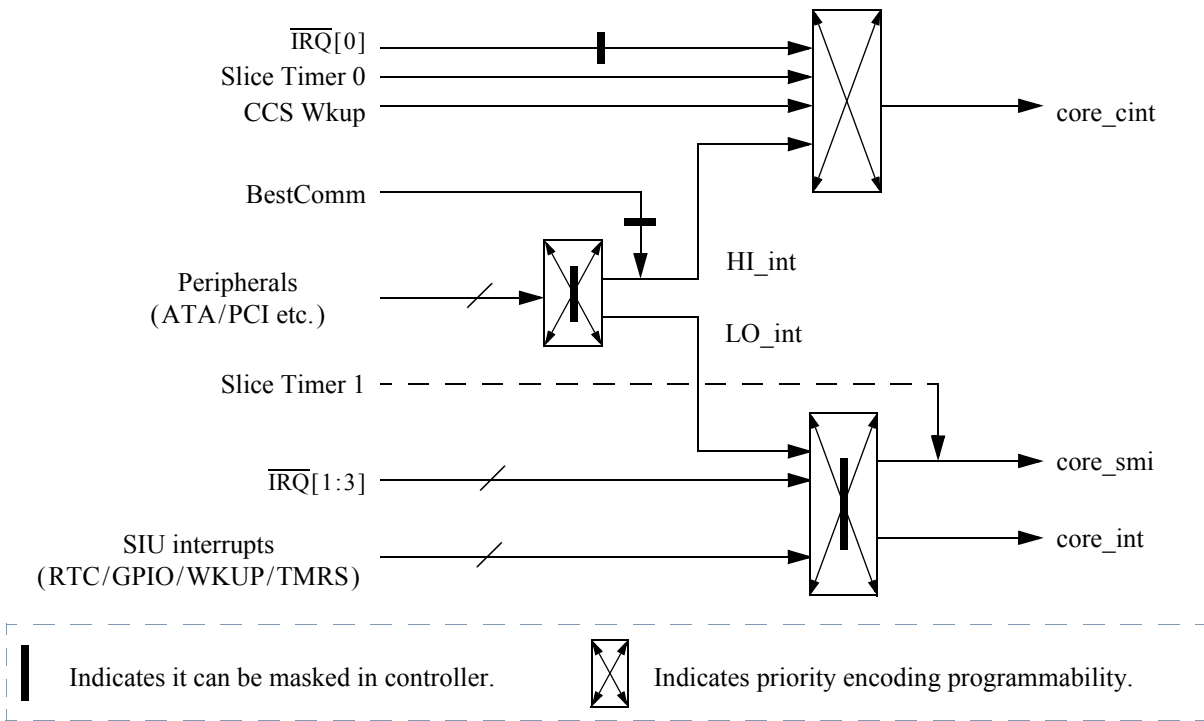 IRQ[0]
Slice Timer 0
CCS Wkup
core_cint
BestComm
HI_int
Peripherals
(ATA/PCI etc.)
LO_int
Slice Timer 1
core_smi
IRQ[1:3]
SIU interrupts
(RTC/GPIO/WKUP/TMRS)
core_int
Indicates it can be masked in controller.
Indicates priority encoding programmability.